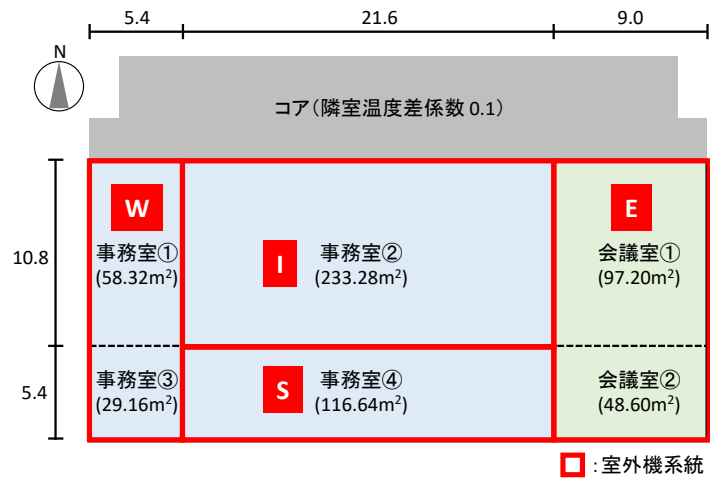 5.4 21.6 9.0
N
コア(隣室温度差係数 0.1)
W
E
10.8
I
事務室①
(58.32m²)
事務室②
(233.28m²)
会議室①
(97.20m²)
5.4
S
事務室③
(29.16m²)
事務室④
(116.64m²)
会議室②
(48.60m²)
:室外機系統